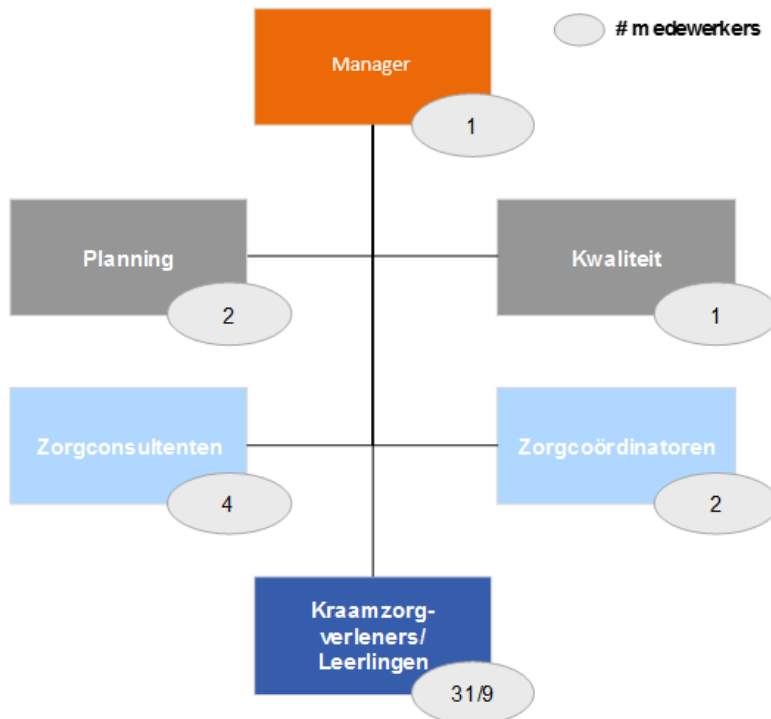 # medewerkers
Manager
1
Planning
2
Kwaliteit
1
Zorgconsultenten
4
Zorgcoördinatoren
2
Kraamzorg-
verleners/
Leerlingen
31/9